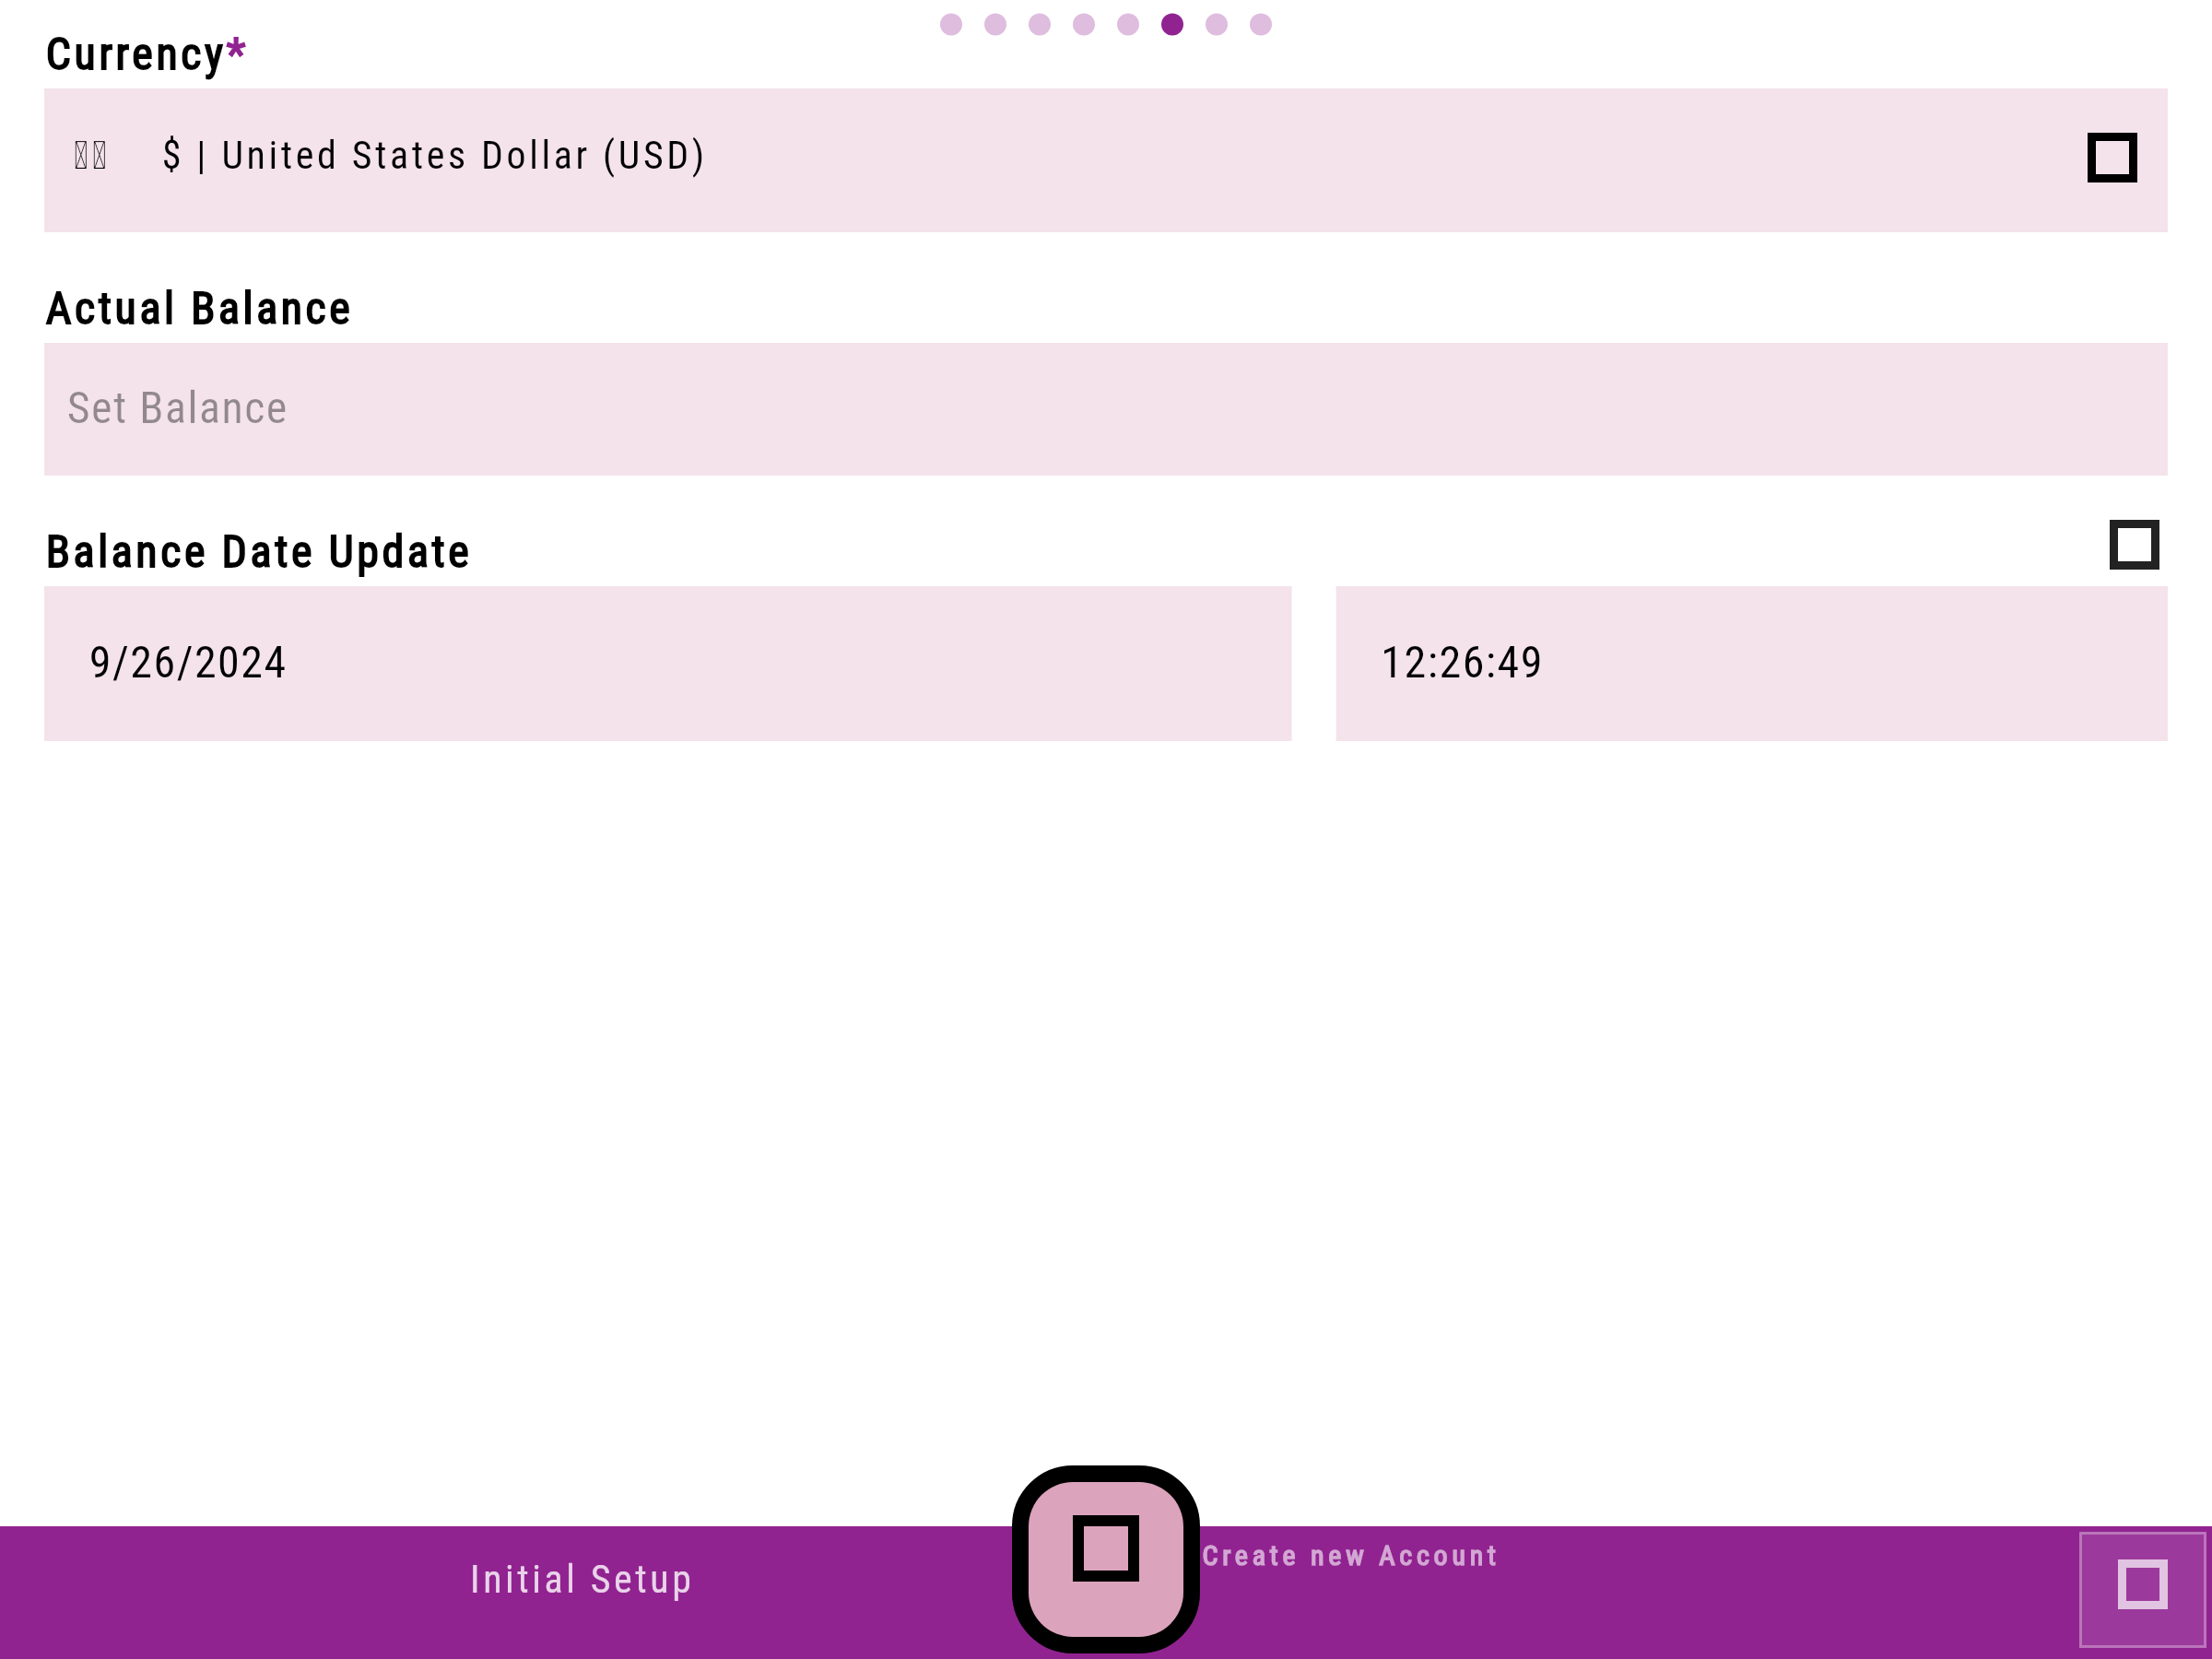 Currency*
$ | United States Dollar (USD)
Actual Balance
Set Balance
Balance Date Update
9/26/2024
12:26:49
Initial Setup
Create new Account